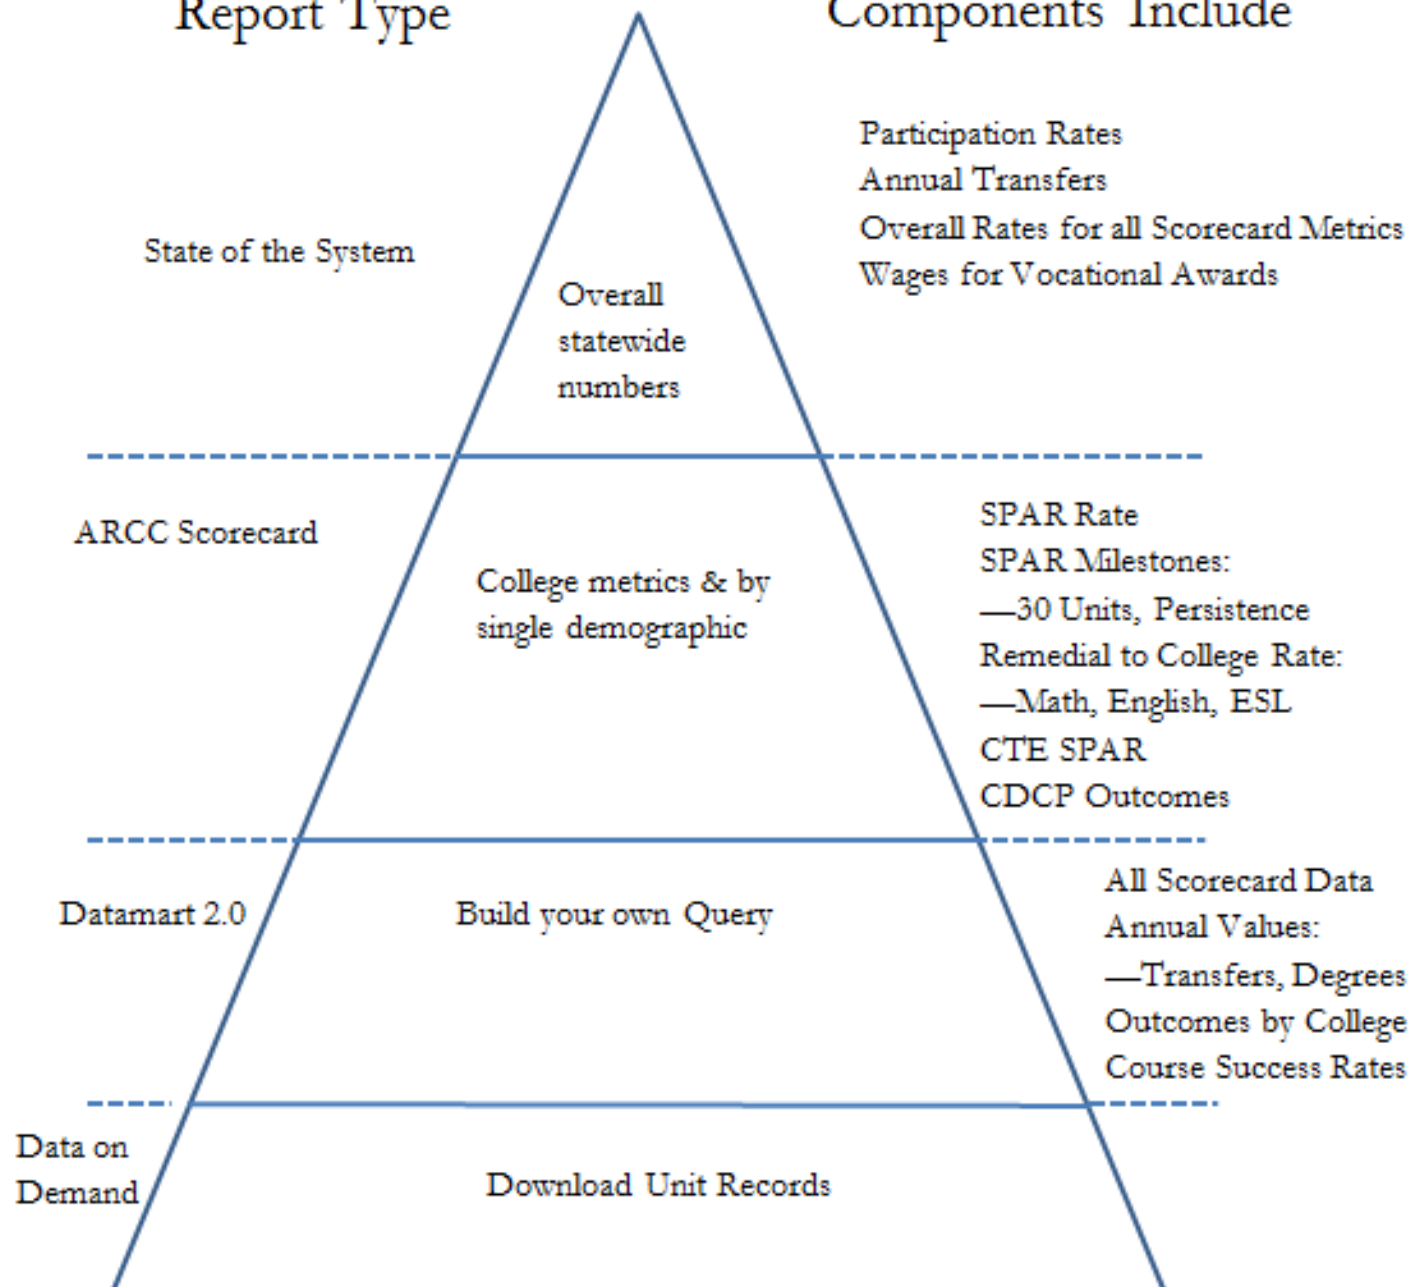 Report Type
Components Include
Participation Rates
Annual Transfers
Overall Rates for all Scorecard Metrics
Wages for Vocational Awards
State of the System
Overall
statewide
numbers
ARCC Scorecard
College metrics & by
single demographic
SPAR Rate
SPAR Milestones:
—30 Units, Persistence
Remedial to College Rate:
—Math, English, ESL
CTE SPAR
CDCP Outcomes
Datamart 2.0
Build your own Query
All Scorecard Data
Annual Values:
—Transfers, Degrees
Outcomes by College
Course Success Rates
Data on
Demand
Download Unit Records